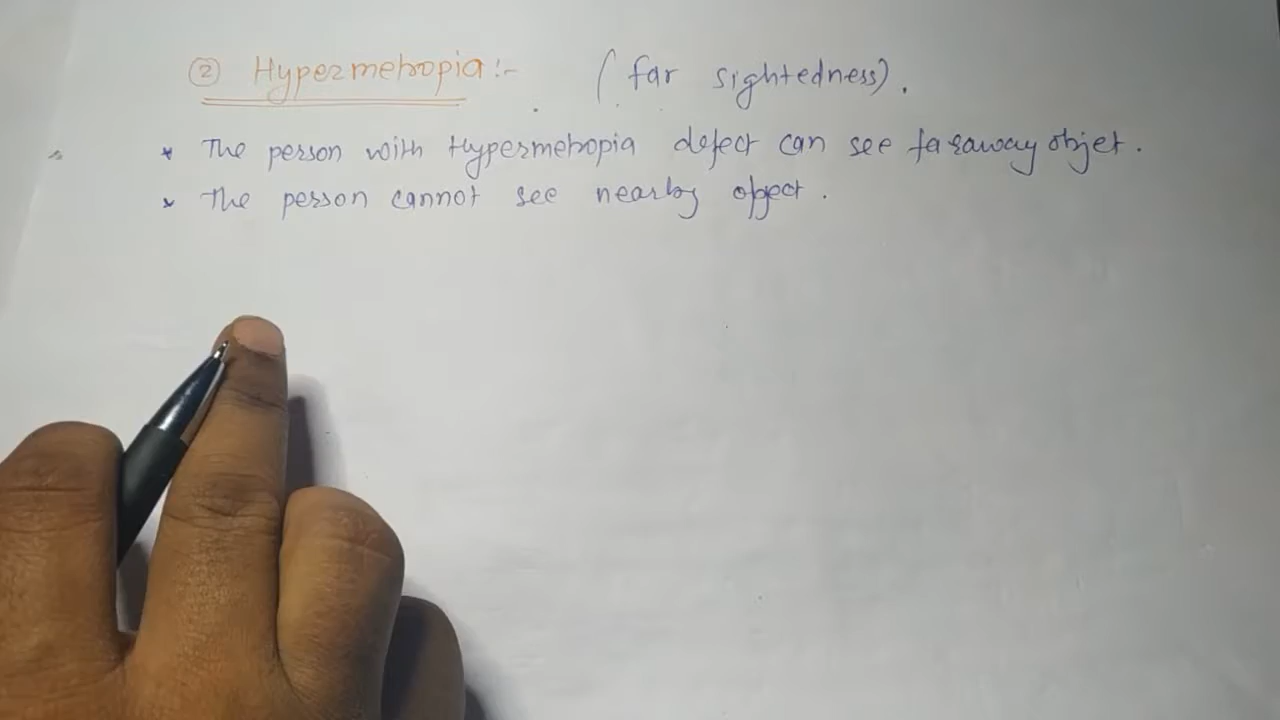 ② Hypermetropia :- (far sightedness).
* The person with Hypermetropia defect can see faraway objet.
* The person cannot see nearby object.